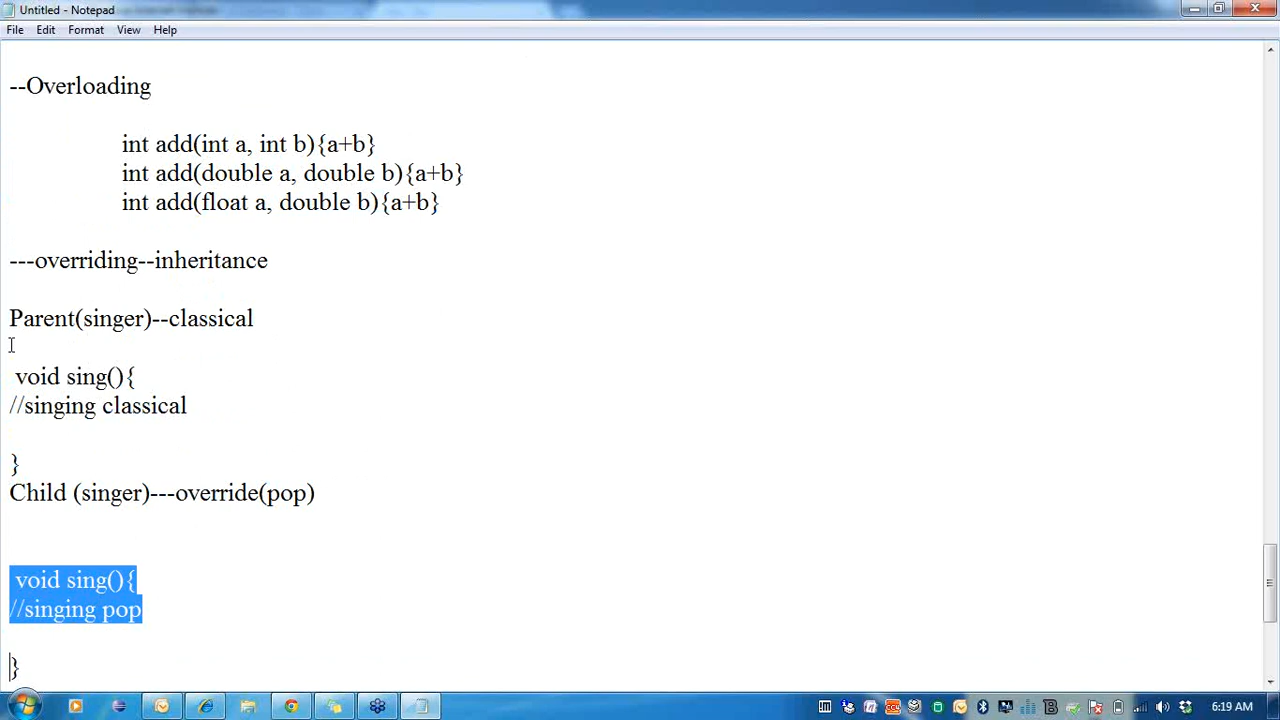 Untitled - Notepad
File Edit Format View Help
--Overloading
int add(int a, int b){a+b}
int add(double a, double b){a+b}
int add(float a, double b){a+b}
---overriding--inheritance
Parent(singer)--classical
void sing(){
//singing classical
}
Child (singer)---override(pop)
void sing(){
//singing pop
}
6:19 AM